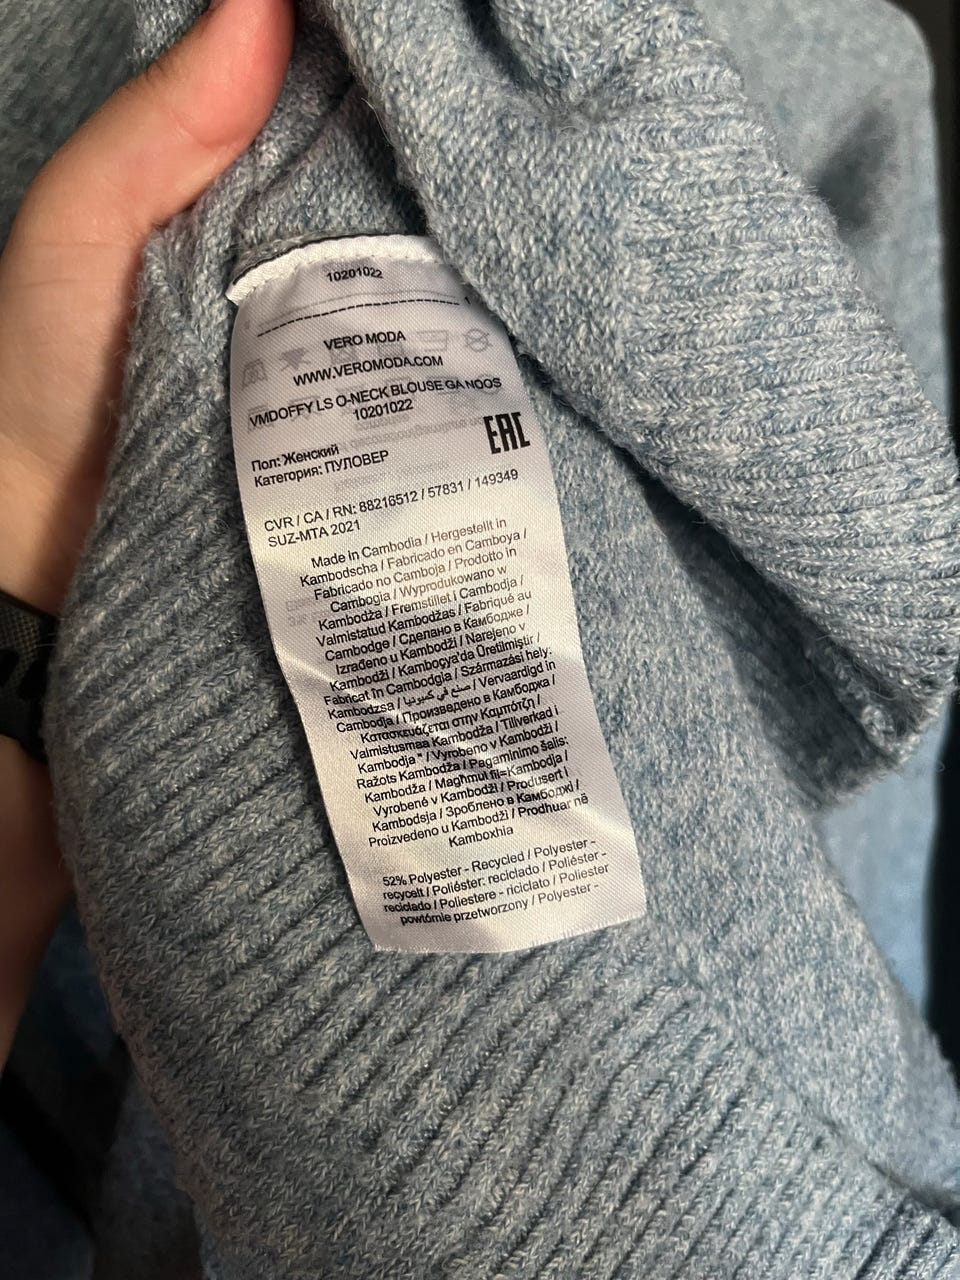 10201022
VERO MODA
WWW.VEROMODA.COM
VMDOFFY LS O-NECK BLOUSE GA NOOS
10201022
EAC
Пол: Женский
Категория: ПУЛОВЕР
CVR / CA / RN: 88216512 / 57831 / 149349
SUZ-MTA 2021
Made in Cambodia / Hergestellt in
Kambodscha / Fabricado en Camboya /
Fabricado no Camboja / Prodotto in
Cambogia / Wyprodukowano w
Kambodża / Fremstillet i Cambodja /
Valmistatud Kambodžas / Fabriqué au
Cambodge / Сделано в Камбодже /
Izrađeno u Kambodži / Narejeno v
Kambodži / Kamboçya'da Üretilmiştir /
Fabricat în Cambodgia / Származási hely:
Kambodzsa / صنع في كمبوديا / Vervaardigd in
Cambodja / Произведено в Камбоджа /
Κατασκευάζεται στην Καμπότζη /
Valmistusmaa Kambodža / Tillverkad i
Kambodja * / Vyrobeno v Kambodži /
Ražots Kambodža / Pagaminimo šalis:
Kambodža / Magħmul fil=Kambodja /
Vyrobené v Kambodži / Produsert i
Kambodsja / Зроблено в Камбоджі /
Proizvedeno u Kambodži / Prodhuar në
Kamboxhia
52% Polyester - Recycled / Polyester -
recycelt / Poliéster: reciclado / Poliéster -
reciclado / Poliestere - riciclato / Poliester -
powtórnie przetworzony / Polyester -